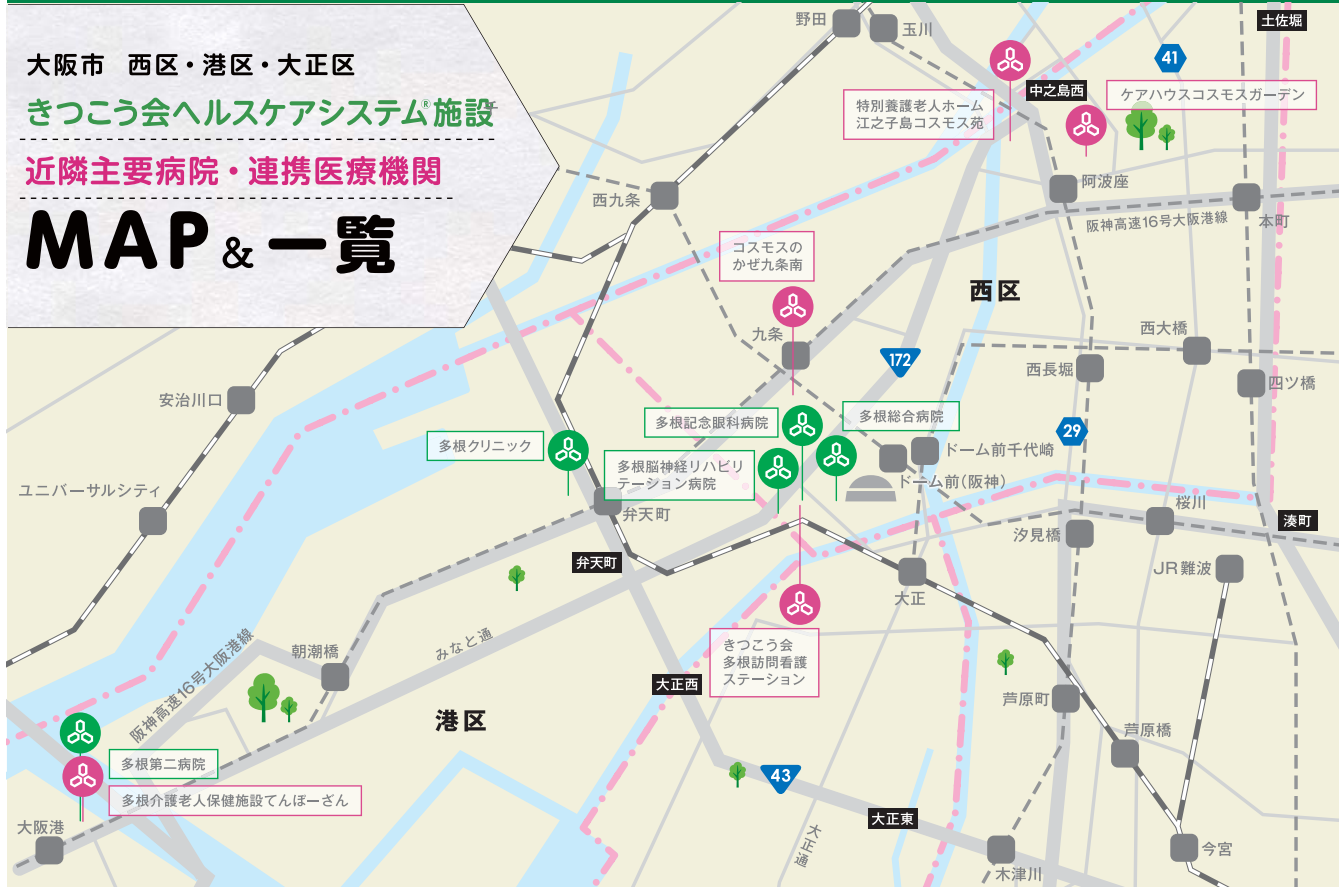 大阪市 西区・港区・大正区
きつこう会ヘルスケアシステム®施設
近隣主要病院・連携医療機関
MAP & 一覧
野田
玉川
土佐堀
41
中之島西
ケアハウスコスモスガーデン
特別養護老人ホーム
江之子島コスモス苑
阿波座
西九条
本町
阪神高速16号大阪港線
コスモスの
かぜ九条南
西区
九条
西大橋
172
西長堀
四ツ橋
安治川口
多根記念眼科病院
多根総合病院
29
多根クリニック
ドーム前千代崎
多根脳神経リハビリ
テーション病院
ドーム前(阪神)
ユニバーサルシティ
弁天町
桜川
湊町
汐見橋
弁天町
JR難波
大正
きつこう会
多根訪問看護
ステーション
みなと通
朝潮橋
阪神高速16号大阪港線
大正西
芦原町
港区
芦原橋
多根第二病院
43
多根介護老人保健施設てんぽーざん
大正東
大阪港
大正通
今宮
木津川